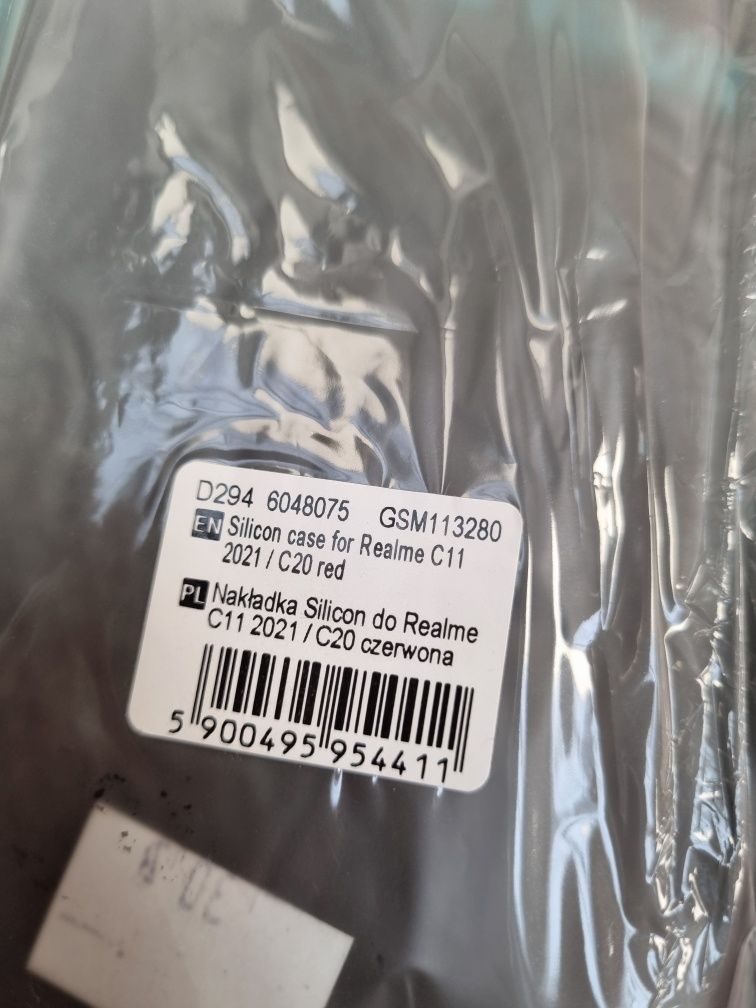 D294 6048075 GSM113280
EN Silicon case for Realme C11
2021 / C20 red
PL Nakładka Silicon do Realme
C11 2021 / C20 czerwona
5 900495 954411